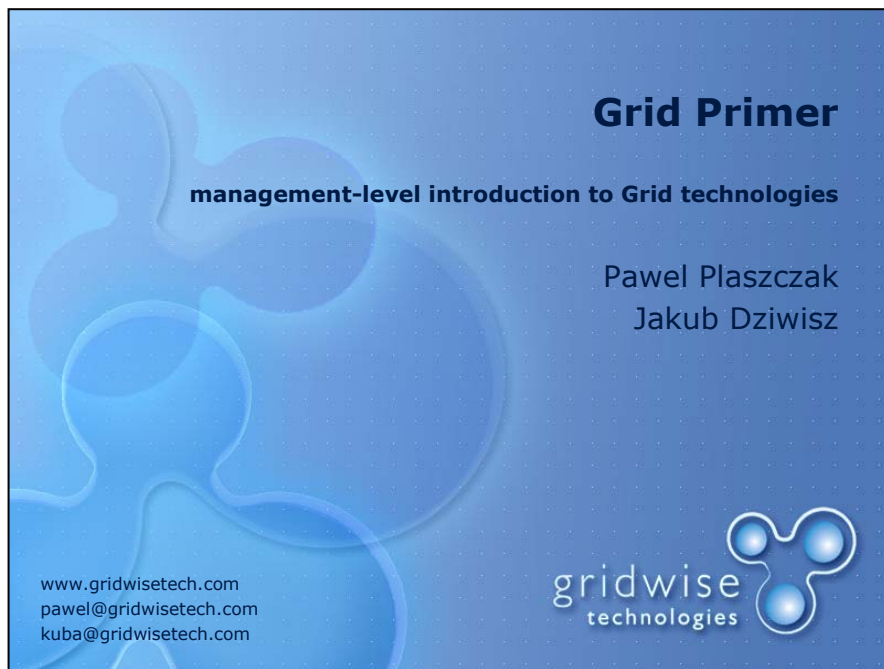 Grid Primer
management-level introduction to Grid technologies
Pawel Plaszczak
Jakub Dziwisz
www.gridwisetech.com
pawel@gridwisetech.com
kuba@gridwisetech.com
gridwise
technologies